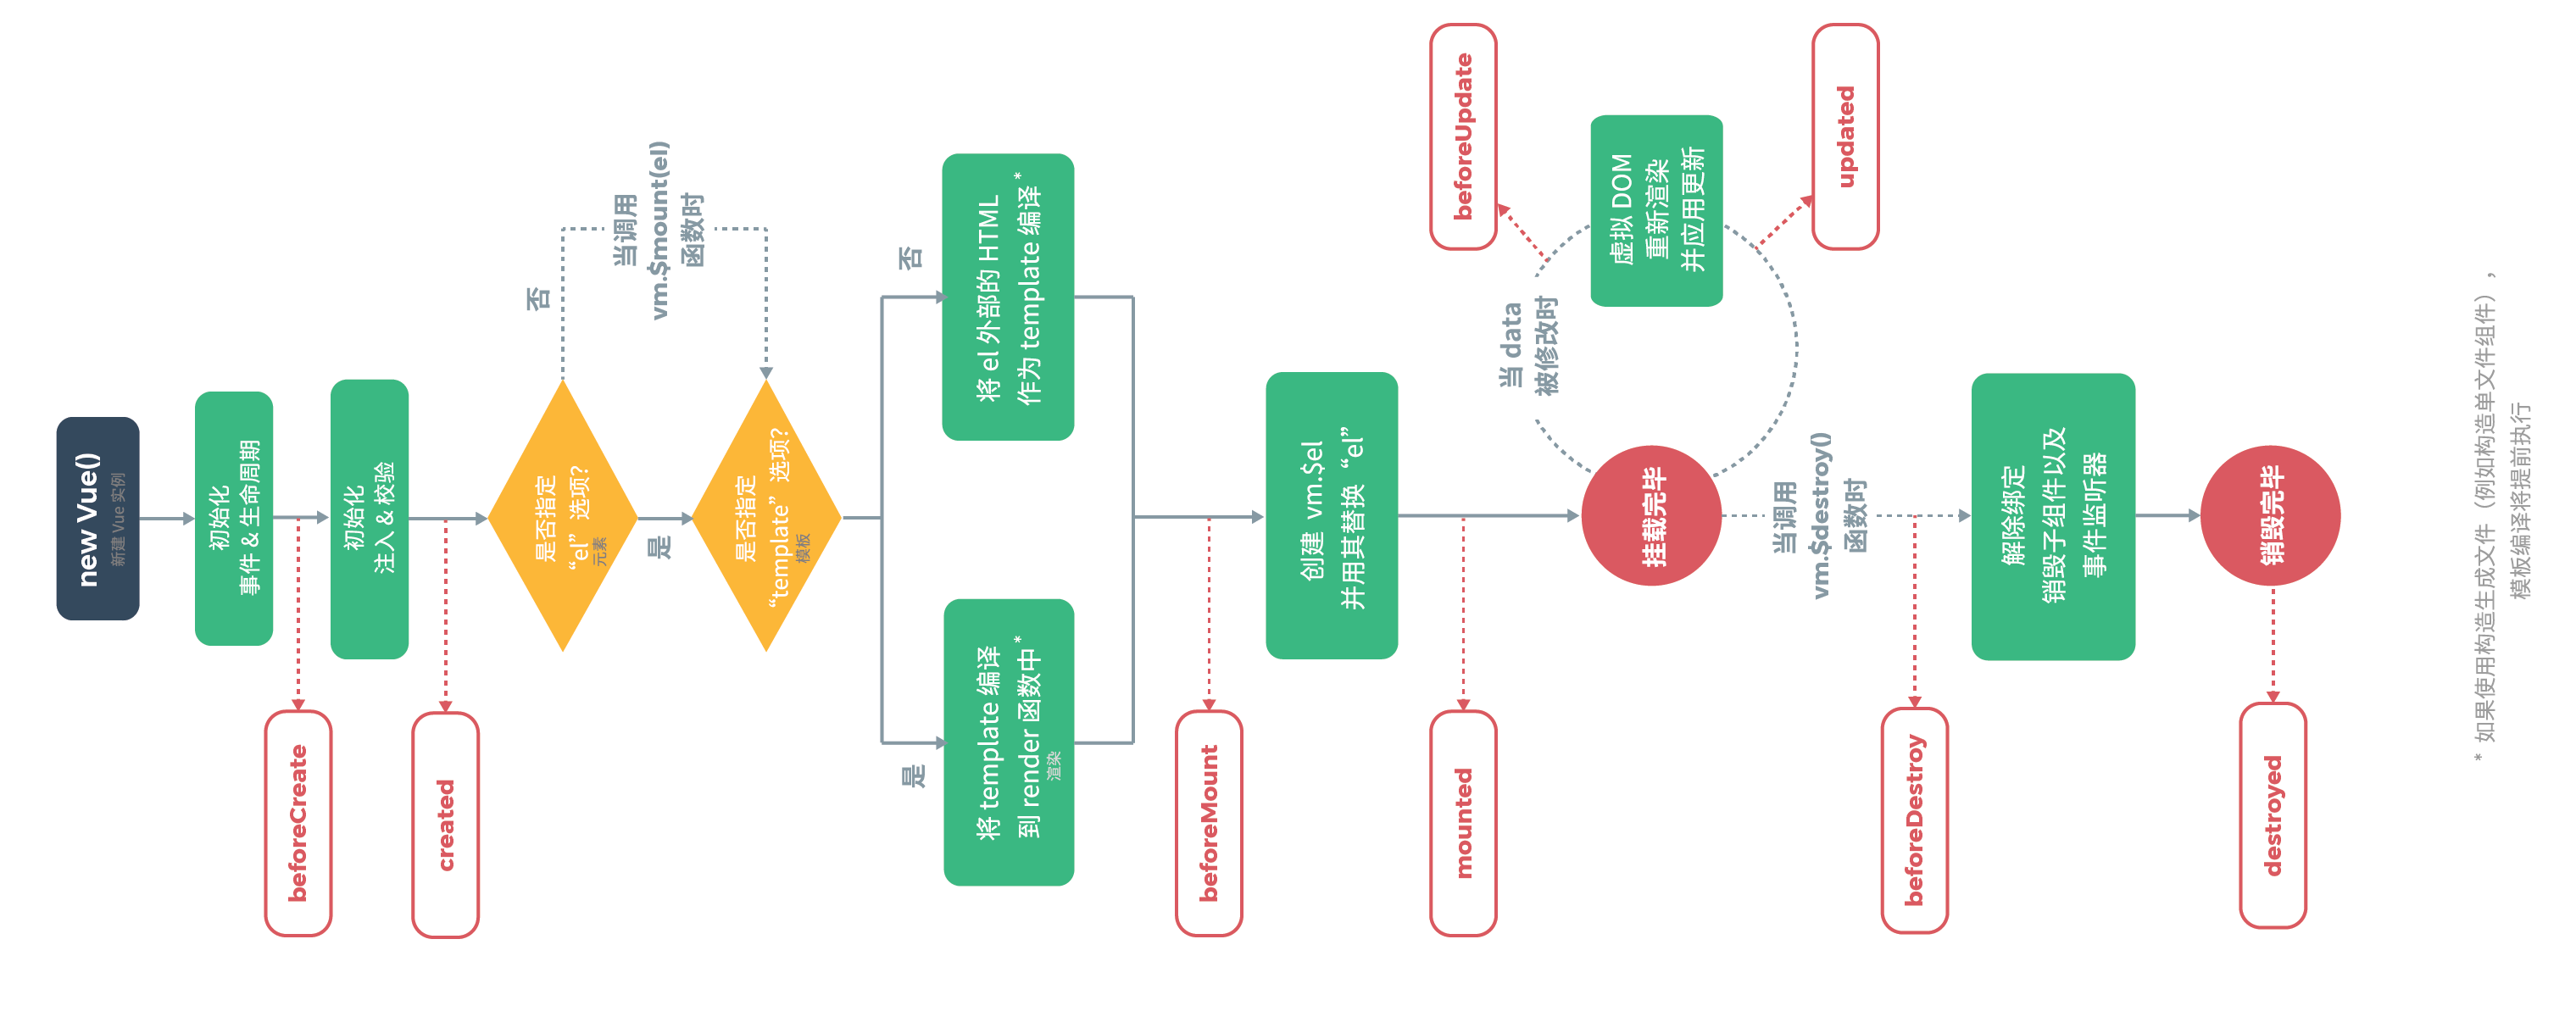 new Vue()
新建 Vue 实例
初始化
事件 & 生命周期
beforeCreate
初始化
注入 & 校验
created
是否指定
“el” 选项?
元素
否
是
当调用
vm.$mount(el)
函数时
是否指定
“template” 选项?
模板
是
否
将 template 编译
到 render 函数中*
渲染
将 el 外部的 HTML
作为 template 编译*
beforeMount
创建 vm.$el
并用其替换 “el”
mounted
挂载完毕
当 data
被修改时
beforeUpdate
虚拟 DOM
重新渲染
并应用更新
updated
当调用
vm.$destroy()
函数时
beforeDestroy
解除绑定
销毁子组件以及
事件监听器
销毁完毕
destroyed
* 如果使用构造生成文件（例如构造单文件组件），
模板编译将提前执行